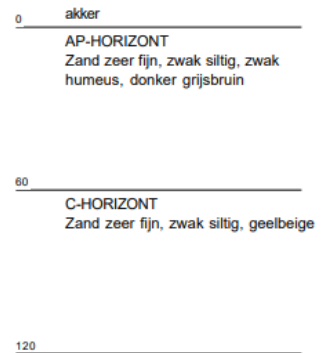 akker
0
AP-HORIZONT
Zand zeer fijn, zwak siltig, zwak
humeus, donker grijsbruin
60
C-HORIZONT
Zand zeer fijn, zwak siltig, geelbeige
120